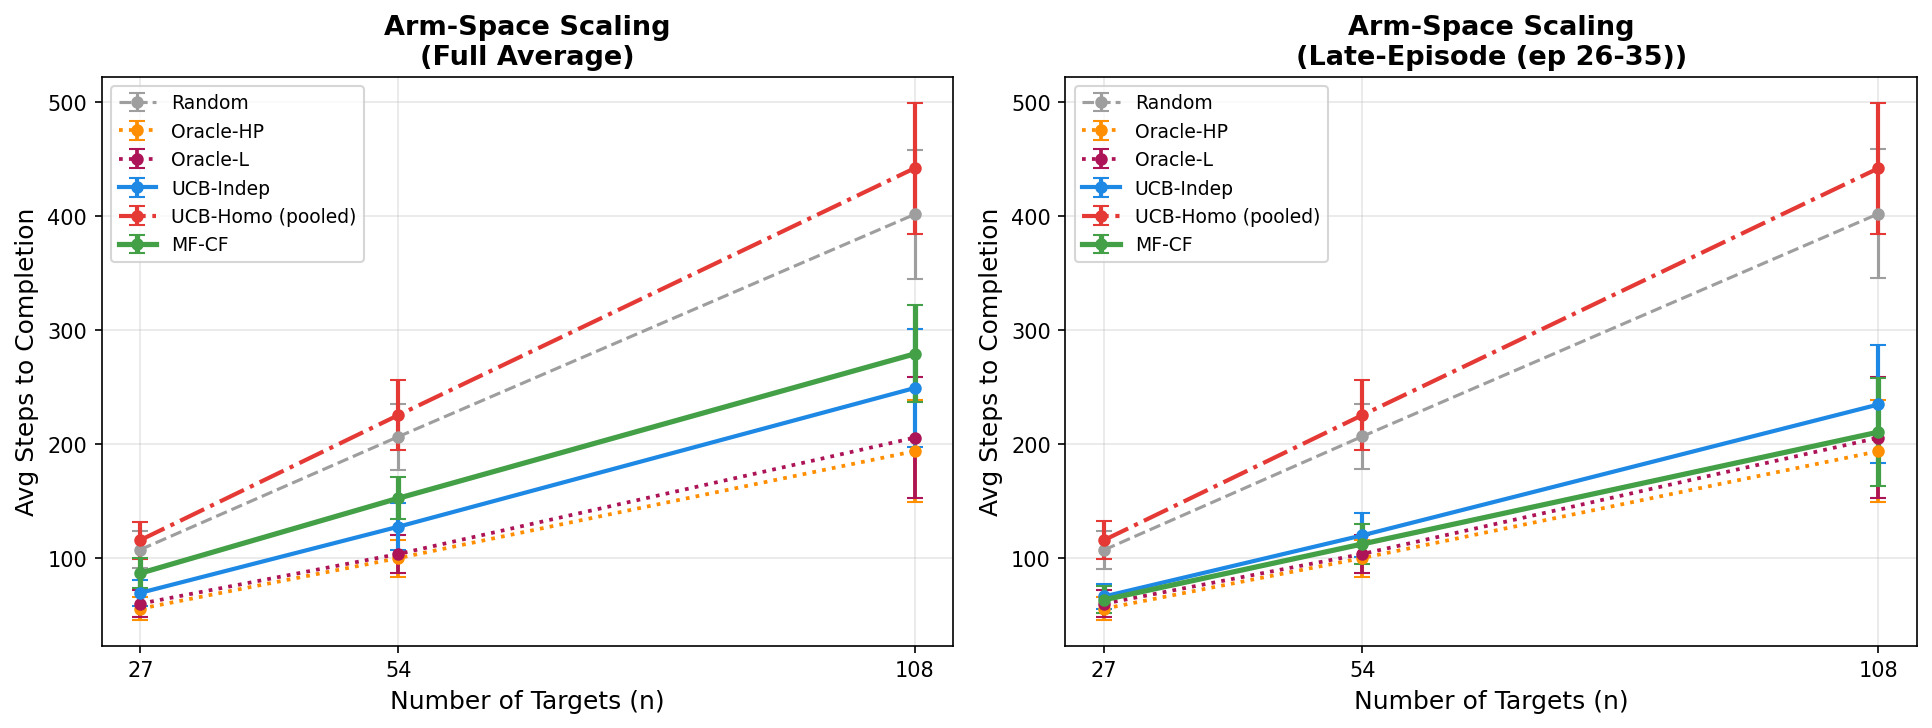 Arm-Space Scaling
(Full Average)
500
400
300
200
100
Avg Steps to Completion
Random
Oracle-HP
Oracle-L
UCB-Indep
UCB-Homo (pooled)
MF-CF
27
54
108
Number of Targets (n)
Arm-Space Scaling
(Late-Episode (ep 26-35))
500
400
300
200
100
Avg Steps to Completion
Random
Oracle-HP
Oracle-L
UCB-Indep
UCB-Homo (pooled)
MF-CF
27
54
108
Number of Targets (n)